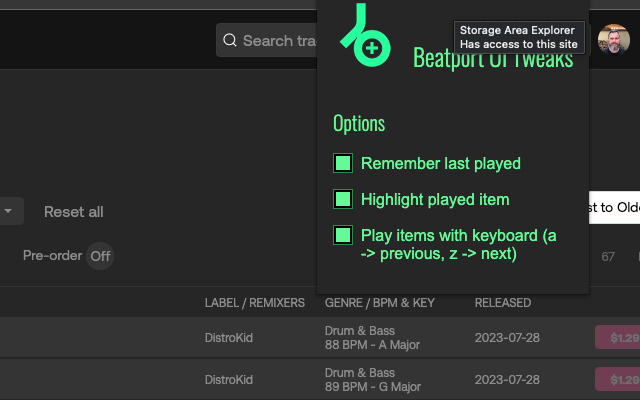 Storage Area Explorer
Has access to this site
Search tra
Beatport UI Tweaks
Options
Remember last played
Highlight played item
Play items with keyboard (a
-> previous, z -> next)
Reset all
st to Olde
Pre-order Off
67
LABEL / REMIXERS GENRE / BPM & KEY RELEASED
DistroKid Drum & Bass 2023-07-28 $1.29
88 BPM - A Major
DistroKid Drum & Bass 2023-07-28 $1.29
89 BPM - G Major